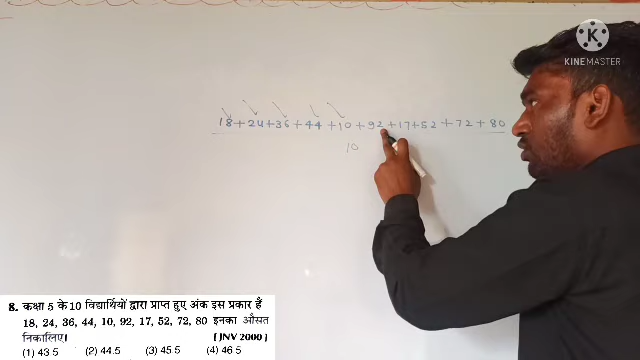 KINEMASTER
18+24+36+44+10+92+17+52+72+80
10
8. कक्षा 5 के 10 विद्यार्थियों द्वारा प्राप्त हुए अंक इस प्रकार हैं
18, 24, 36, 44, 10, 92, 17, 52, 72, 80 इनका औसत
निकालिए। [JNV 2000]
(1) 43.5 (2) 44.5 (3) 45.5 (4) 46.5